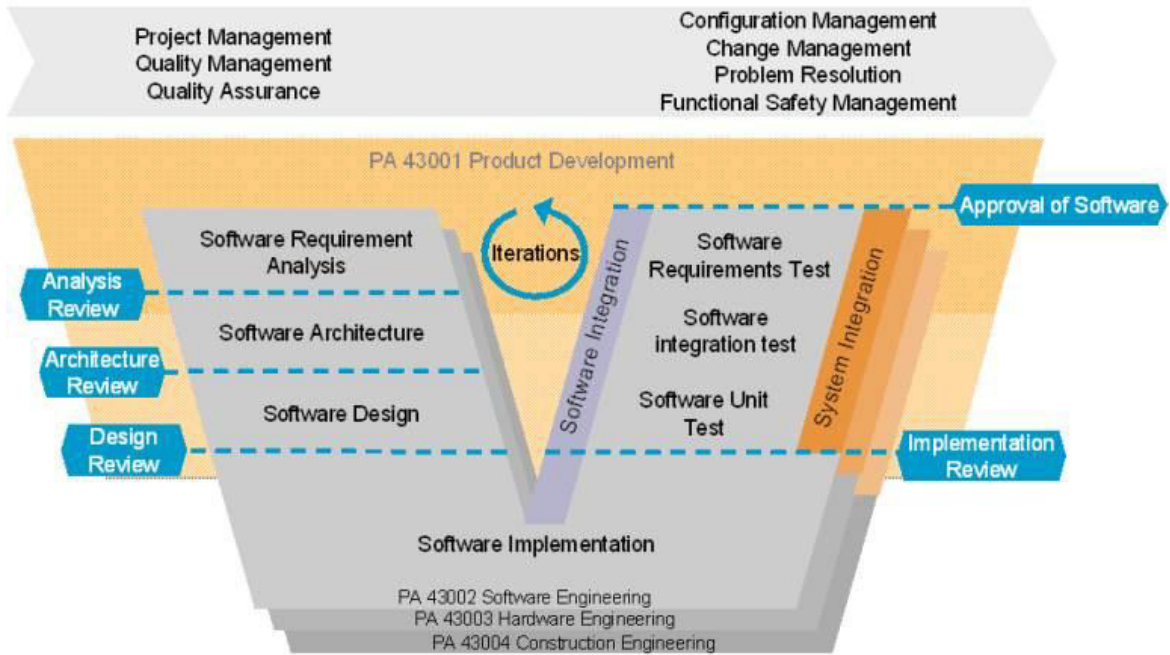 Project Management
Quality Management
Quality Assurance
Configuration Management
Change Management
Problem Resolution
Functional Safety Management
PA 43001 Product Development
Approval of Software
Software Requirement
Analysis
Iterations
Software Integration
Software
Requirements Test
System Integration
Analysis
Review
Software Architecture
Software
integration test
Architecture
Review
Software Design
Software Unit
Test
Design
Review
Implementation
Review
Software Implementation
PA 43002 Software Engineering
PA 43003 Hardware Engineering
PA 43004 Construction Engineering